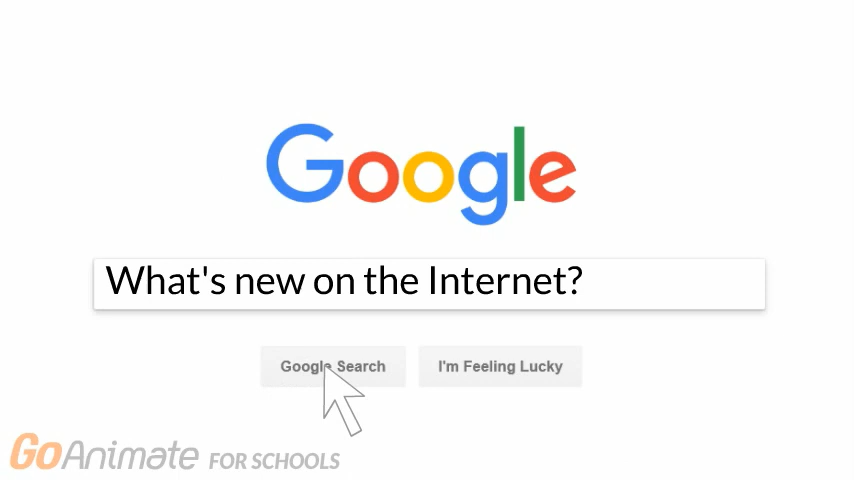 Google
What's new on the Internet?
Google Search
I'm Feeling Lucky
GoAnimate FOR SCHOOLS